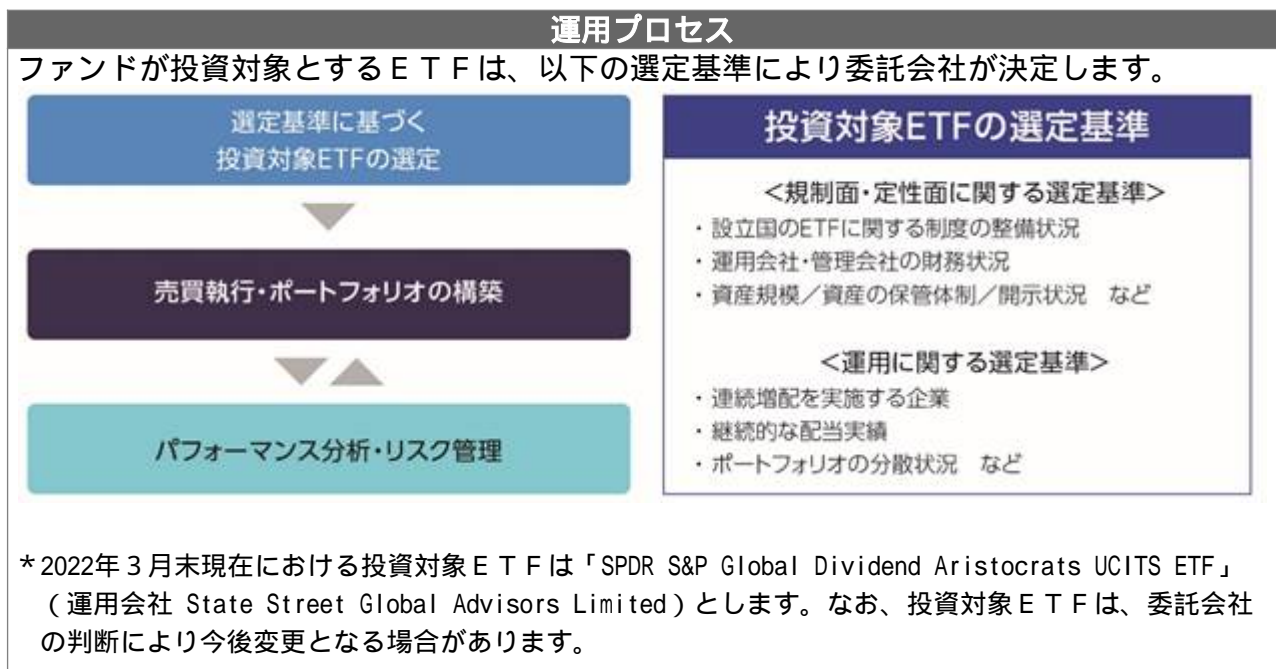 運用プロセス
ファンドが投資対象とするＥＴＦは、以下の選定基準により委託会社が決定します。
選定基準に基づく
投資対象ETFの選定
売買執行・ポートフォリオの構築
パフォーマンス分析・リスク管理
投資対象ETFの選定基準
＜規制面・定性面に関する選定基準＞
・設立国のETFに関する制度の整備状況
・運用会社・管理会社の財務状況
・資産規模／資産の保管体制／開示状況　など
＜運用に関する選定基準＞
・連続増配を実施する企業
・継続的な配当実績
・ポートフォリオの分散状況　など
＊2022年３月末現在における投資対象ＥＴＦは「SPDR S&P Global Dividend Aristocrats UCITS ETF」
（運用会社 State Street Global Advisors Limited）とします。なお、投資対象ＥＴＦは、委託会社
の判断により今後変更となる場合があります。